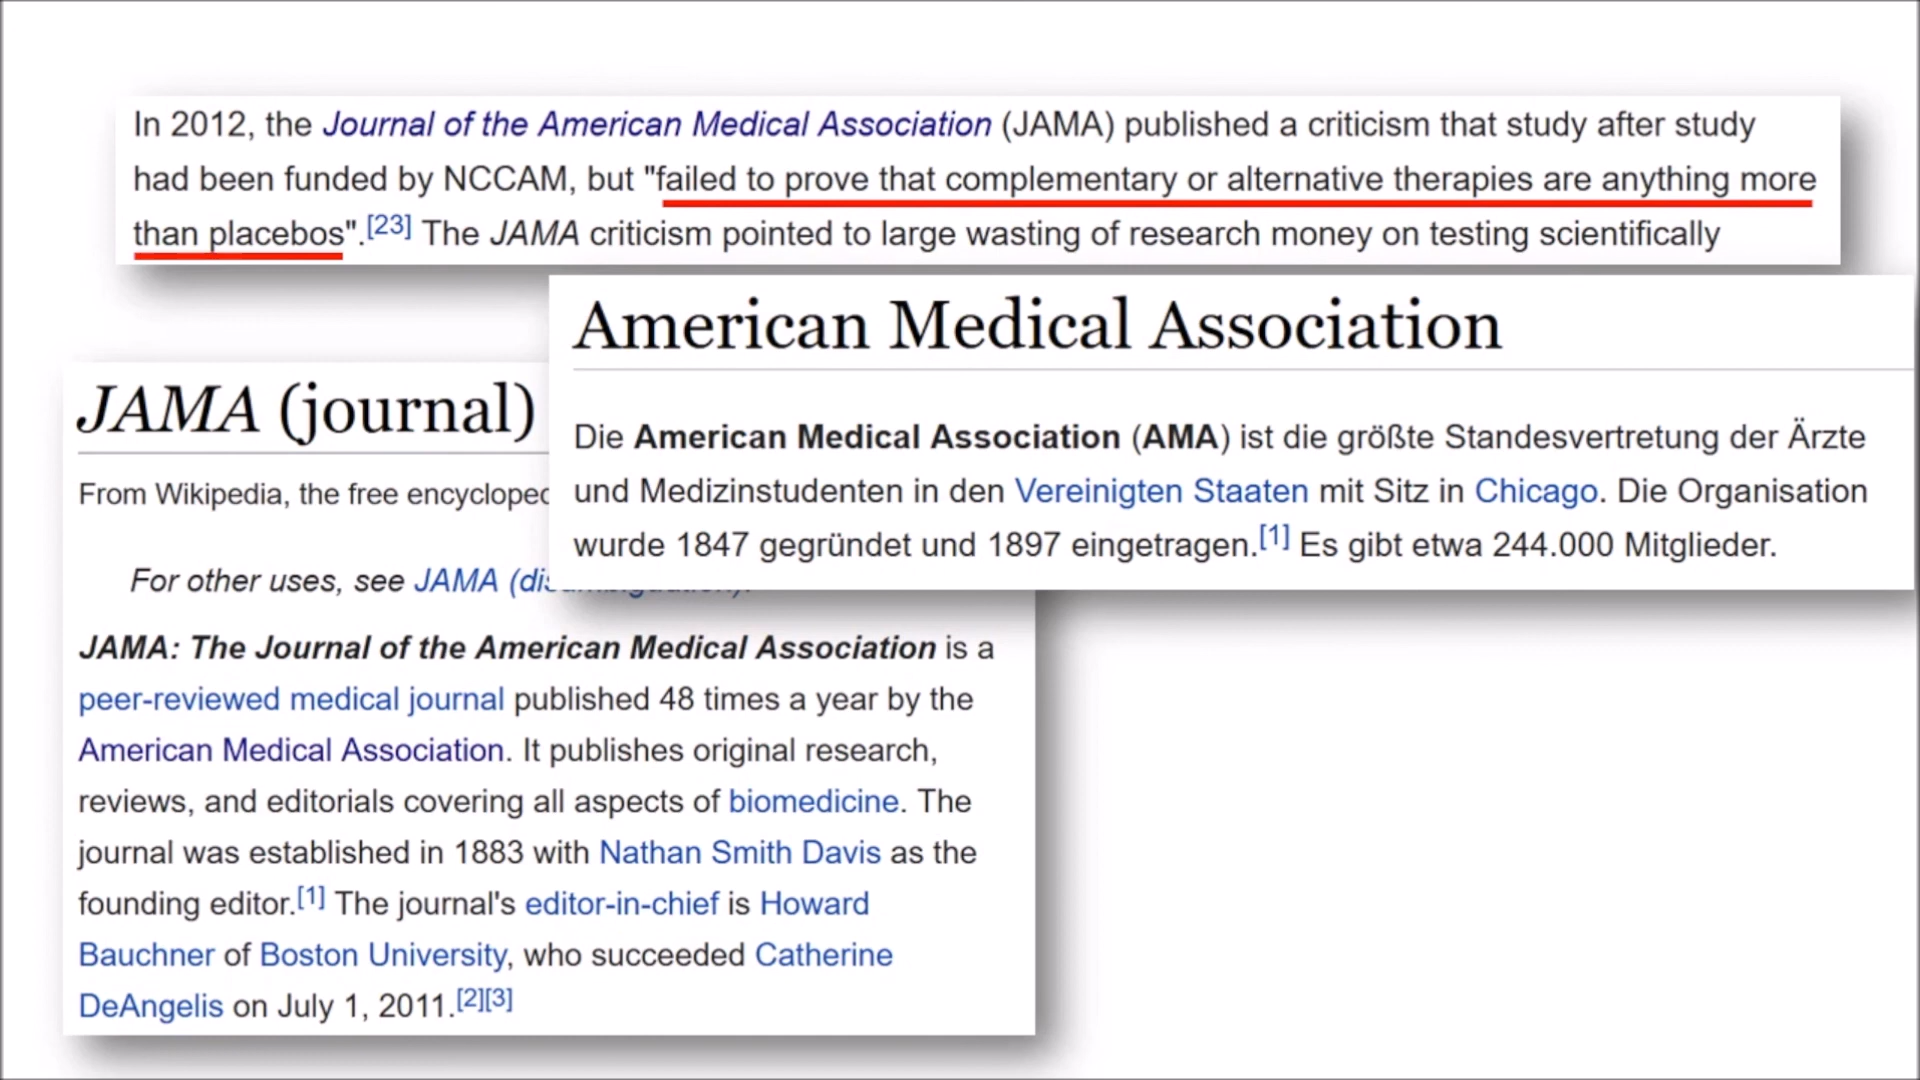 In 2012, the Journal of the American Medical Association (JAMA) published a criticism that study after study
had been funded by NCCAM, but "failed to prove that complementary or alternative therapies are anything more
than placebos".[23] The JAMA criticism pointed to large wasting of research money on testing scientifically
American Medical Association
Die American Medical Association (AMA) ist die größte Standesvertretung der Ärzte
und Medizinstudenten in den Vereinigten Staaten mit Sitz in Chicago. Die Organisation
wurde 1847 gegründet und 1897 eingetragen.[1] Es gibt etwa 244.000 Mitglieder.
JAMA (journal)
From Wikipedia, the free encyclopec
For other uses, see JAMA (disambiguation).
JAMA: The Journal of the American Medical Association is a
peer-reviewed medical journal published 48 times a year by the
American Medical Association. It publishes original research,
reviews, and editorials covering all aspects of biomedicine. The
journal was established in 1883 with Nathan Smith Davis as the
founding editor.[1] The journal's editor-in-chief is Howard
Bauchner of Boston University, who succeeded Catherine
DeAngelis on July 1, 2011.[2][3]